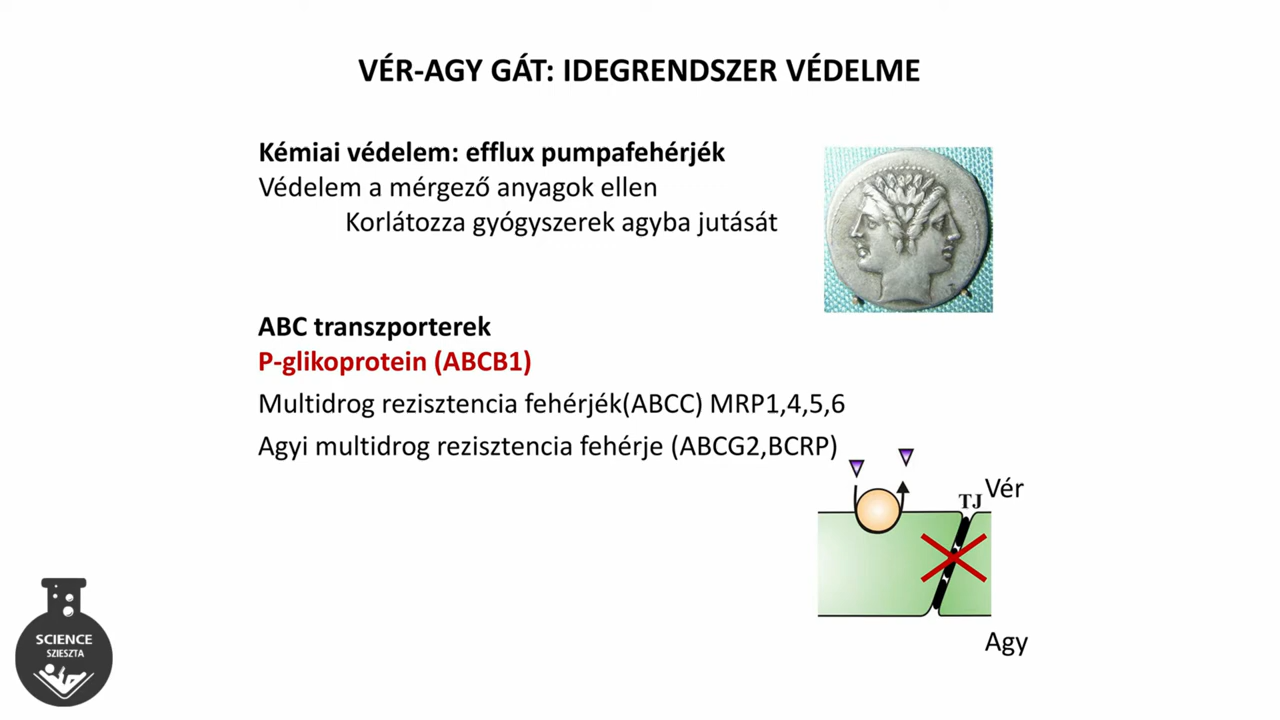 VÉR-AGY GÁT: IDEGRENDSZER VÉDELME
Kémiai védelem: efflux pumpafehérjék
Védelem a mérgező anyagok ellen
Korlátozza gyógyszerek agyba jutását
ABC transzporterek
P-glikoprotein (ABCB1)
Multidrog rezisztencia fehérjék(ABCC) MRP1,4,5,6
Agyi multidrog rezisztencia fehérje (ABCG2,BCRP)
Vér
TJ
Agy
SCIENCE
SZIESZTA